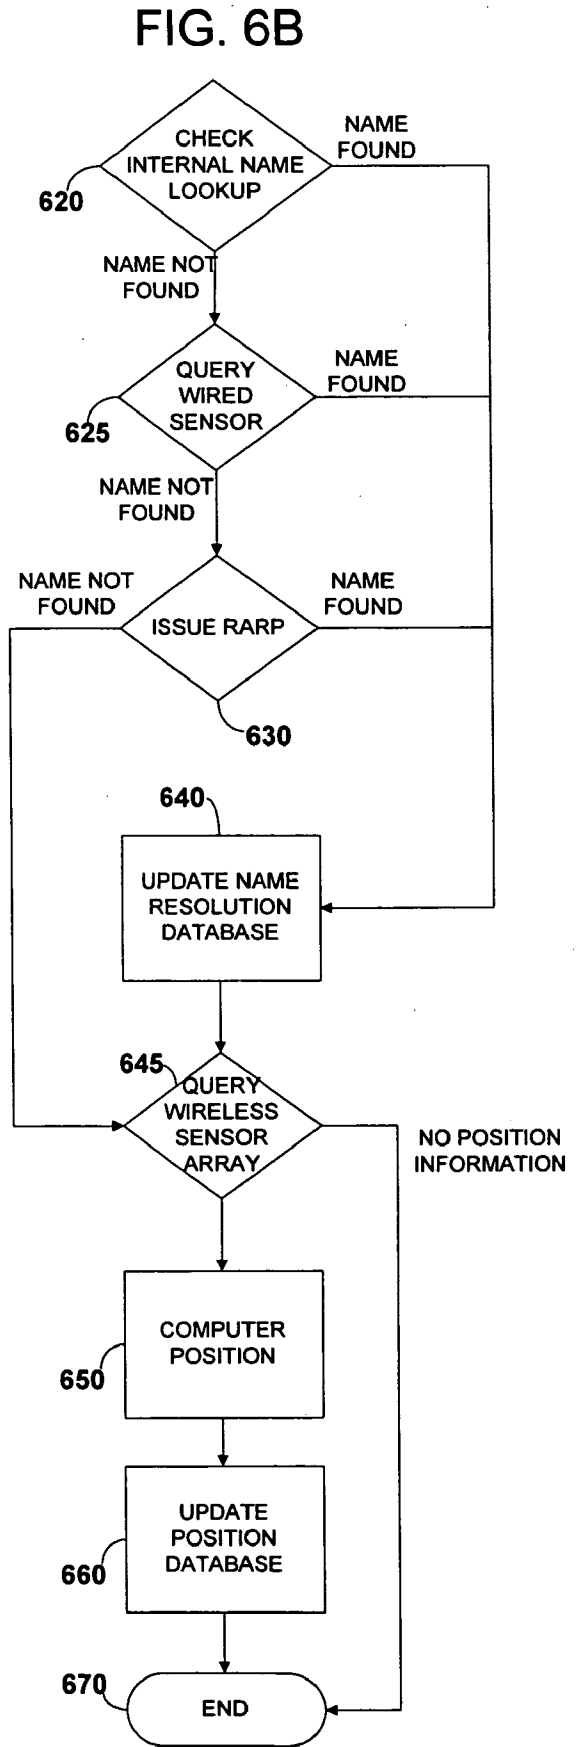 FIG. 6B
CHECK
INTERNAL NAME
LOOKUP
NAME
FOUND
620
NAME NOT
FOUND
QUERY
WIRED
SENSOR
NAME
FOUND
625
NAME NOT
FOUND
NAME NOT
FOUND
ISSUE RARP
NAME
FOUND
630
640
UPDATE NAME
RESOLUTION
DATABASE
645
QUERY
WIRELESS
SENSOR
ARRAY
NO POSITION
INFORMATION
COMPUTER
POSITION
650
UPDATE
POSITION
DATABASE
660
670
END